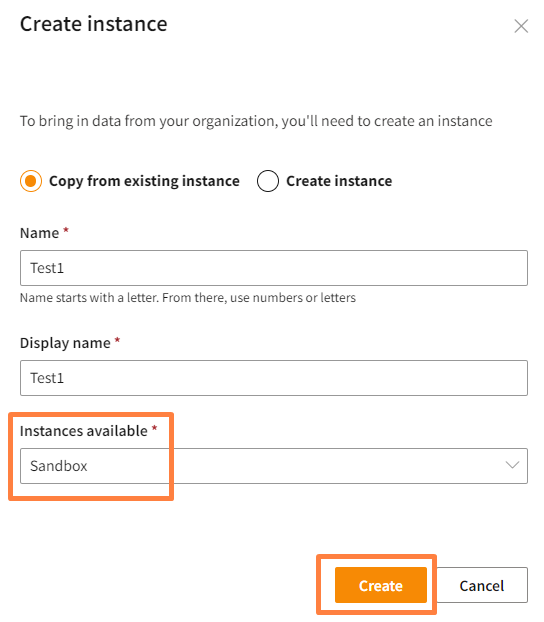 Create instance
To bring in data from your organization, you'll need to create an instance
Copy from existing instance Create instance
Name *
Test1
Name starts with a letter. From there, use numbers or letters
Display name *
Test1
Instances available *
Sandbox
Create Cancel